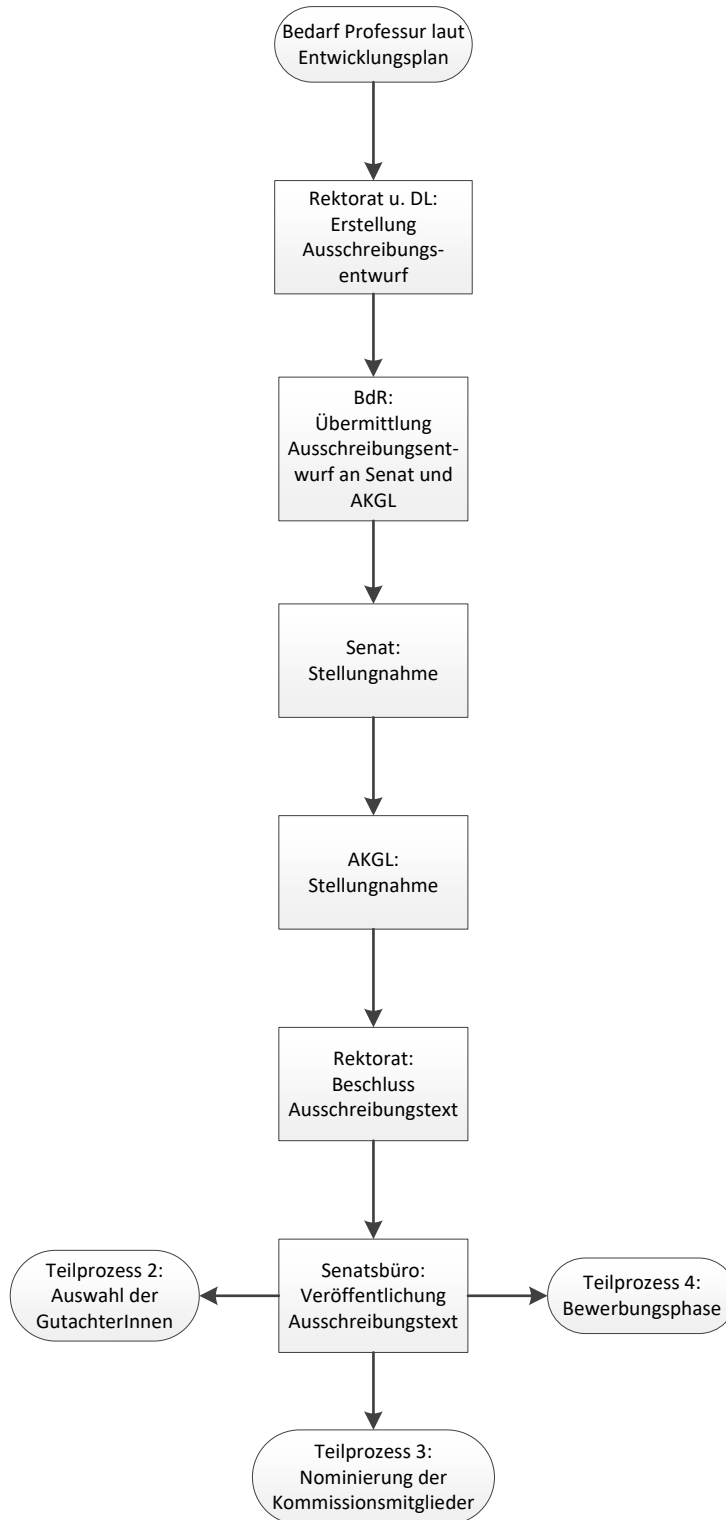 Bedarf Professur laut
Entwicklungsplan
Rektorat u. DL:
Erstellung
Ausschreibungs-
entwurf
BdR:
Übermittlung
Ausschreibungsent-
wurf an Senat und
AKGL
Senat:
Stellungnahme
AKGL:
Stellungnahme
Rektorat:
Beschluss
Ausschreibungstext
Teilprozess 2:
Auswahl der
GutachterInnen
Senatsbüro:
Veröffentlichung
Ausschreibungstext
Teilprozess 4:
Bewerbungsphase
Teilprozess 3:
Nominierung der
Kommissionsmitglieder